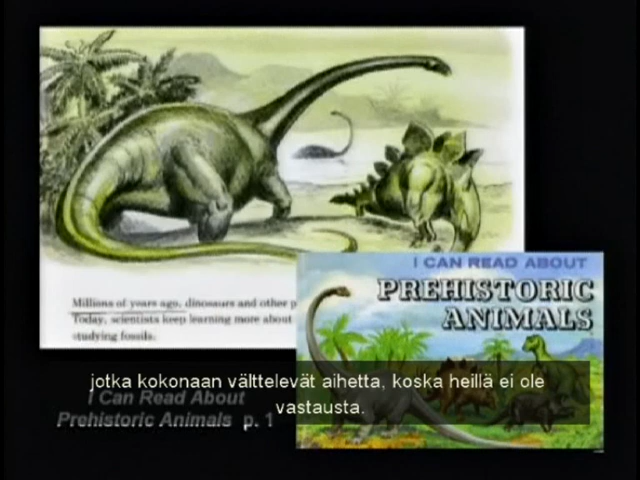 Millions of years ago, dinosaurs and other p
Today, scientists keep learning more about
studying fossils.
I CAN READ ABOUT
PREHISTORIC
ANIMALS
jotka kokonaan välttelevät aihetta, koska heillä ei ole
vastausta.
I Can Read About
Prehistoric Animals p. 1